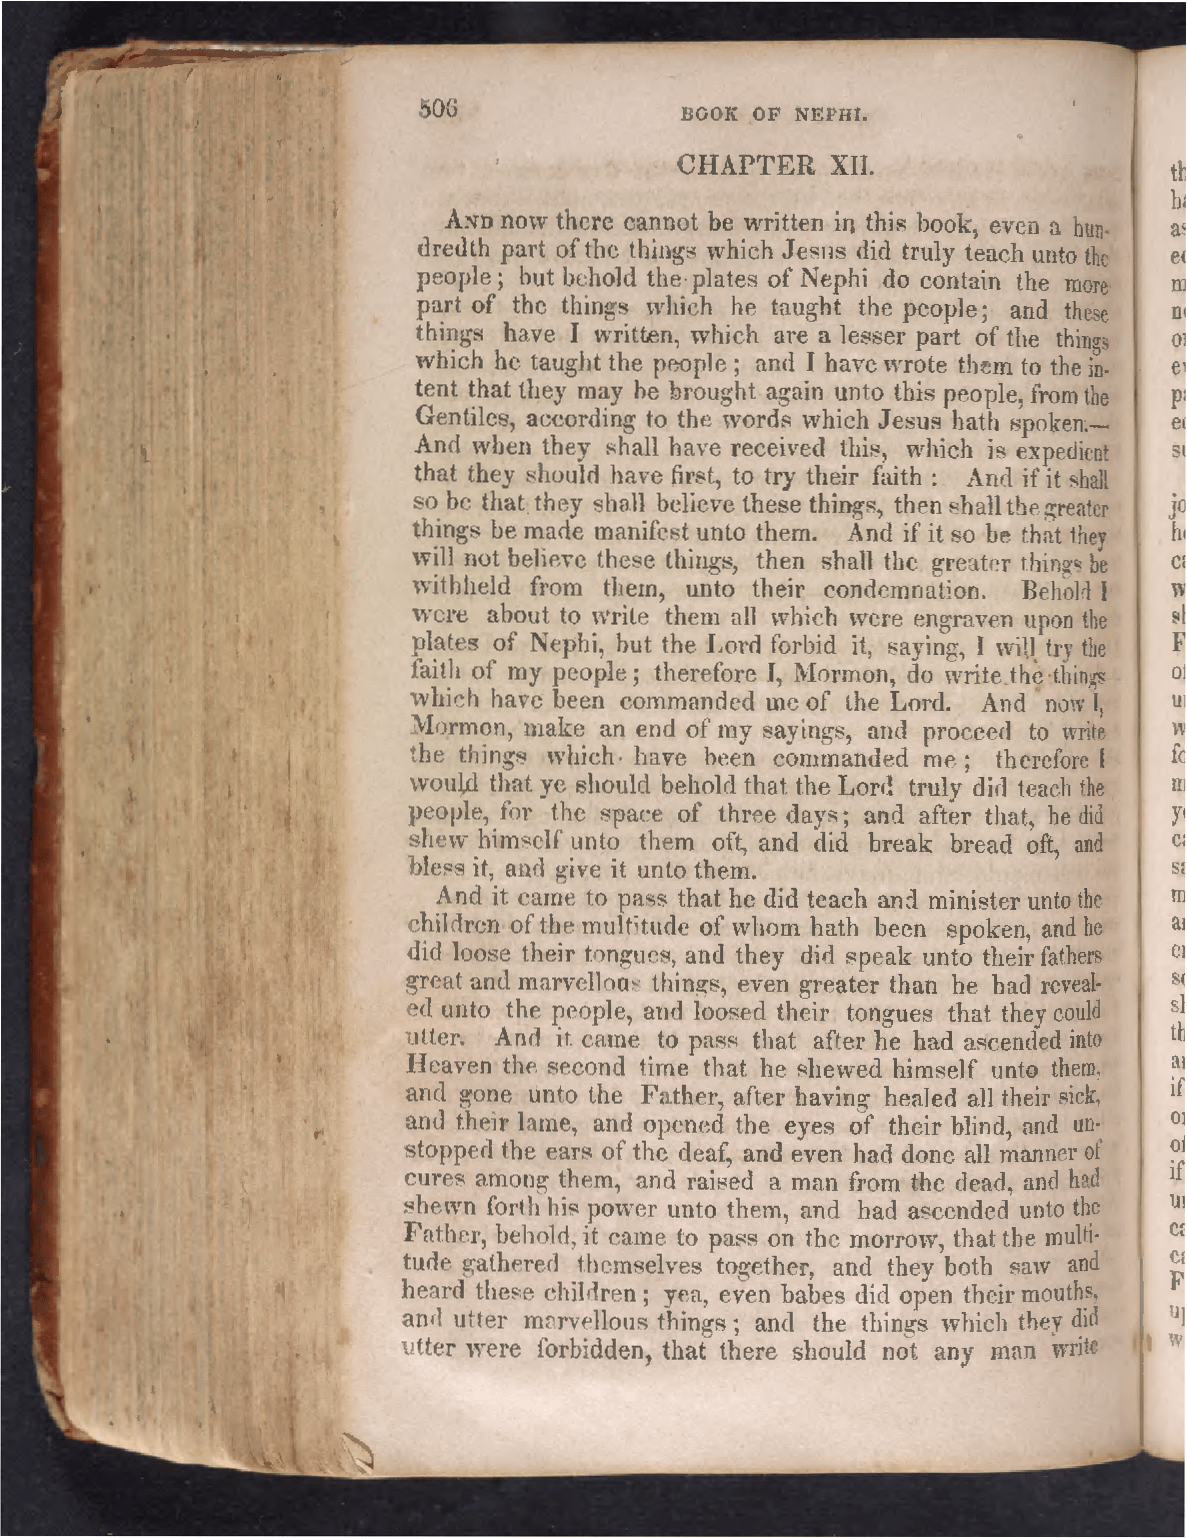 506
BOOK OF NEPHI.
CHAPTER XII.
AND now there cannot be written in this book, even a hun-
dredth part of the things which Jesus did truly teach unto the
people; but behold the plates of Nephi do contain the more
part of the things which he taught the people; and these
things have I written, which are a lesser part of the things
which he taught the people; and I have wrote them to the in-
tent that they may be brought again unto this people, from the
Gentiles, according to the words which Jesus hath spoken.—
And when they shall have received this, which is expedient
that they should have first, to try their faith: And if it shall
so be that they shall believe these things, then shall the greater
things be made manifest unto them. And if it so be that they
will not believe these things, then shall the greater things be
withheld from them, unto their condemnation. Behold I
were about to write them all which were engraven upon the
plates of Nephi, but the Lord forbid it, saying, I will try the
faith of my people; therefore I, Mormon, do write the things
which have been commanded me of the Lord. And now I,
Mormon, make an end of my sayings, and proceed to write
the things which have been commanded me; therefore I
would that ye should behold that the Lord truly did teach the
people, for the space of three days; and after that, he did
shew himself unto them oft, and did break bread oft, and
bless it, and give it unto them.
And it came to pass that he did teach and minister unto the
children of the multitude of whom hath been spoken, and he
did loose their tongues, and they did speak unto their fathers
great and marvellous things, even greater than he had reveal-
ed unto the people, and loosed their tongues that they could
utter. And it came to pass that after he had ascended into
Heaven the second time that he shewed himself unto them,
and gone unto the Father, after having healed all their sick,
and their lame, and opened the eyes of their blind, and un-
stopped the ears of the deaf, and even had done all manner of
cures among them, and raised a man from the dead, and had
shewn forth his power unto them, and had ascended unto the
Father, behold, it came to pass on the morrow, that the multi-
tude gathered themselves together, and they both saw and
heard these children; yea, even babes did open their mouths,
and utter marvellous things; and the things which they did
utter were forbidden, that there should not any man write